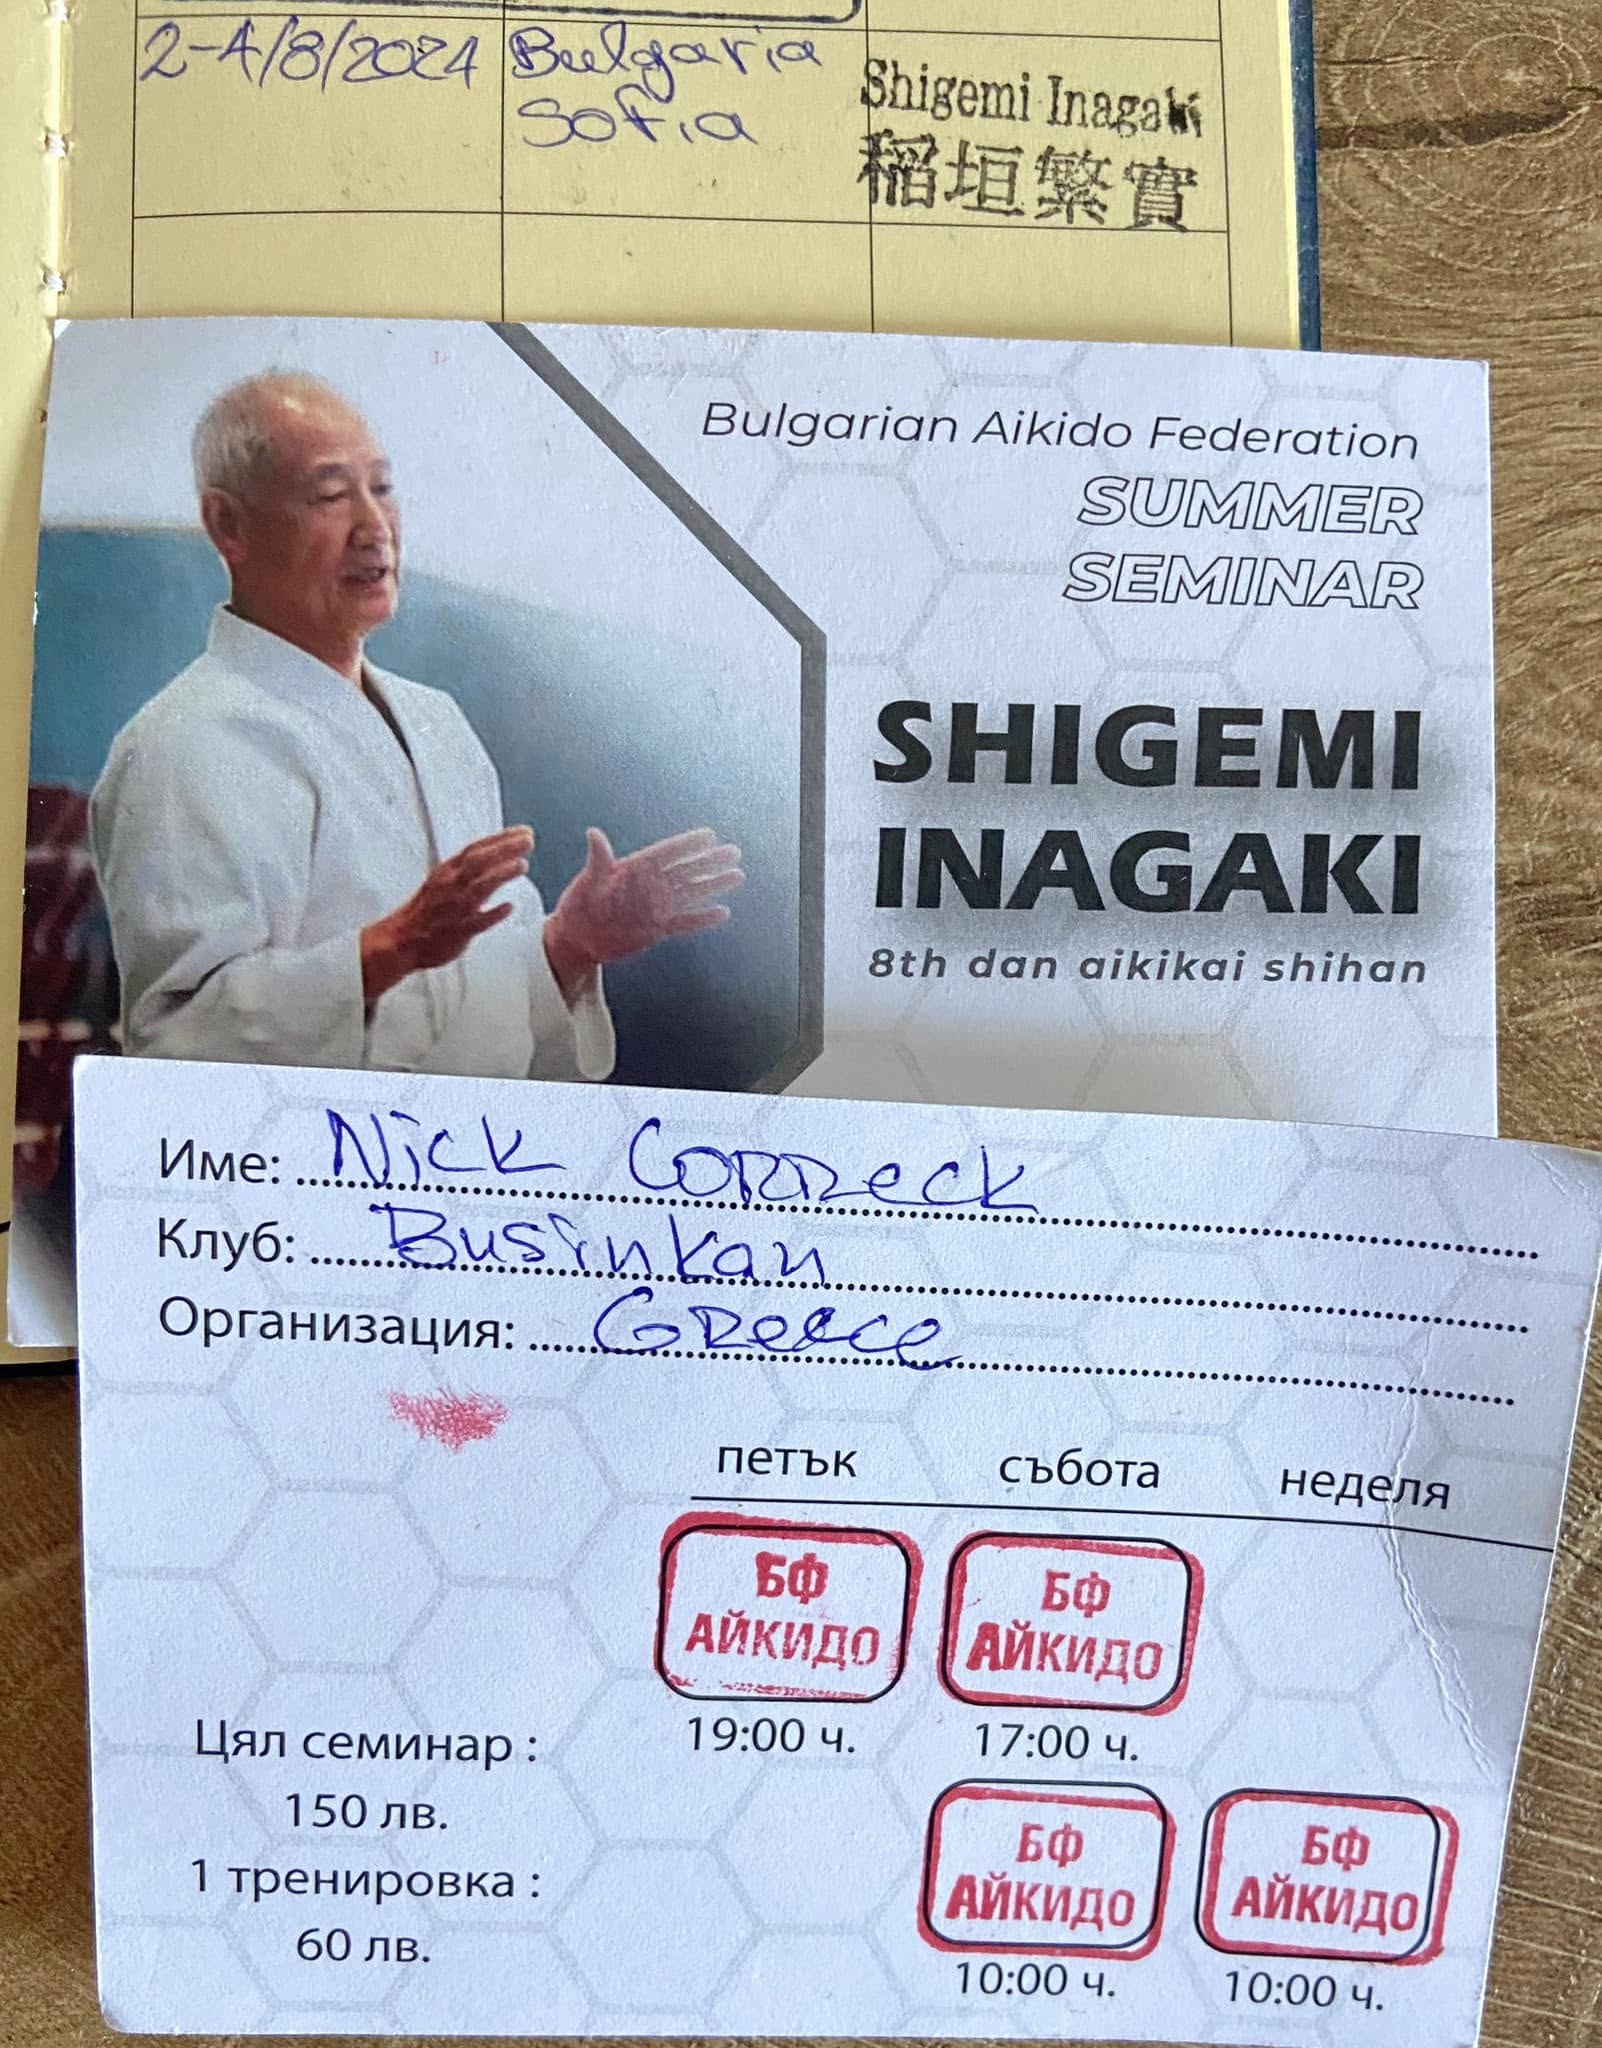 2-4/8/2024 Bulgaria
Sofia
Shigemi Inagaki
稲垣繁實
Bulgarian Aikido Federation
SUMMER
SEMINAR
SHIGEMI
INAGAKI
8th dan aikikai shihan
Име: Nick Correck
Клуб: Businkan
Организация: Greece
петък събота неделя
БФ
АЙКИДО
БФ
АЙКИДО
19:00 ч. 17:00 ч.
Цял семинар :
150 лв.
1 тренировка :
60 лв.
БФ
АЙКИДО
БФ
АЙКИДО
10:00 ч. 10:00 ч.